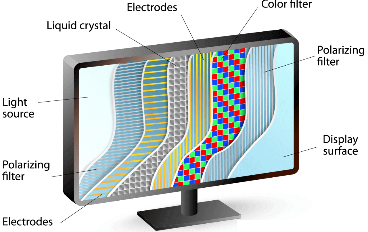 Color filter
Electrodes
Liquid crystal
Polarizing
filter
Light
source
Display
surface
Polarizing
filter
Electrodes